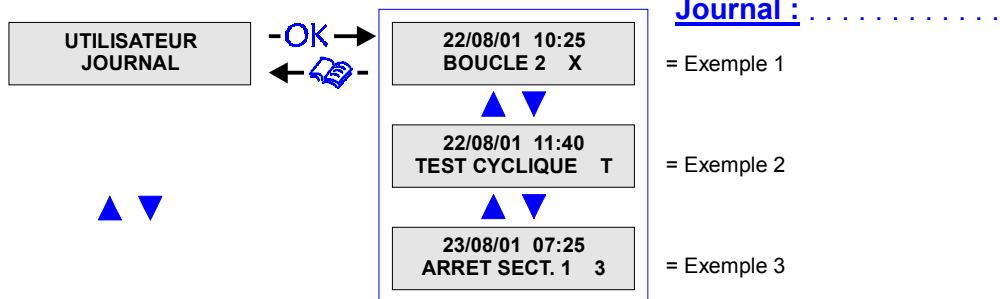 Journal : . . . . . . . . . . . .
UTILISATEUR
JOURNAL
-OK
22/08/01 10:25
BOUCLE 2 X
= Exemple 1
22/08/01 11:40
TEST CYCLIQUE T
= Exemple 2
23/08/01 07:25
ARRET SECT. 1 3
= Exemple 3